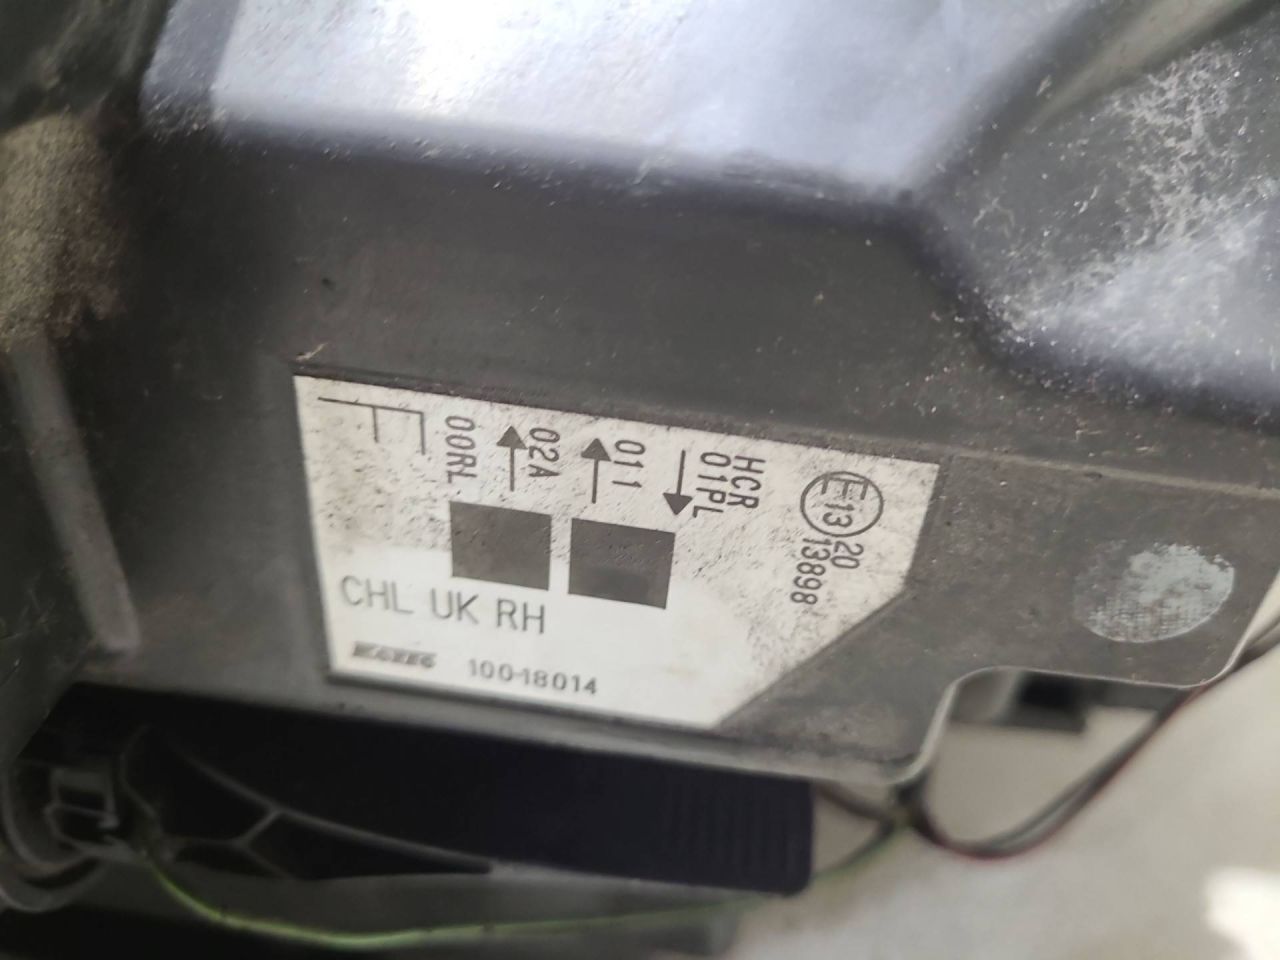 E13
20
13898
HCR
01PL
011
02A
00RL
CHL UK RH
100-18014